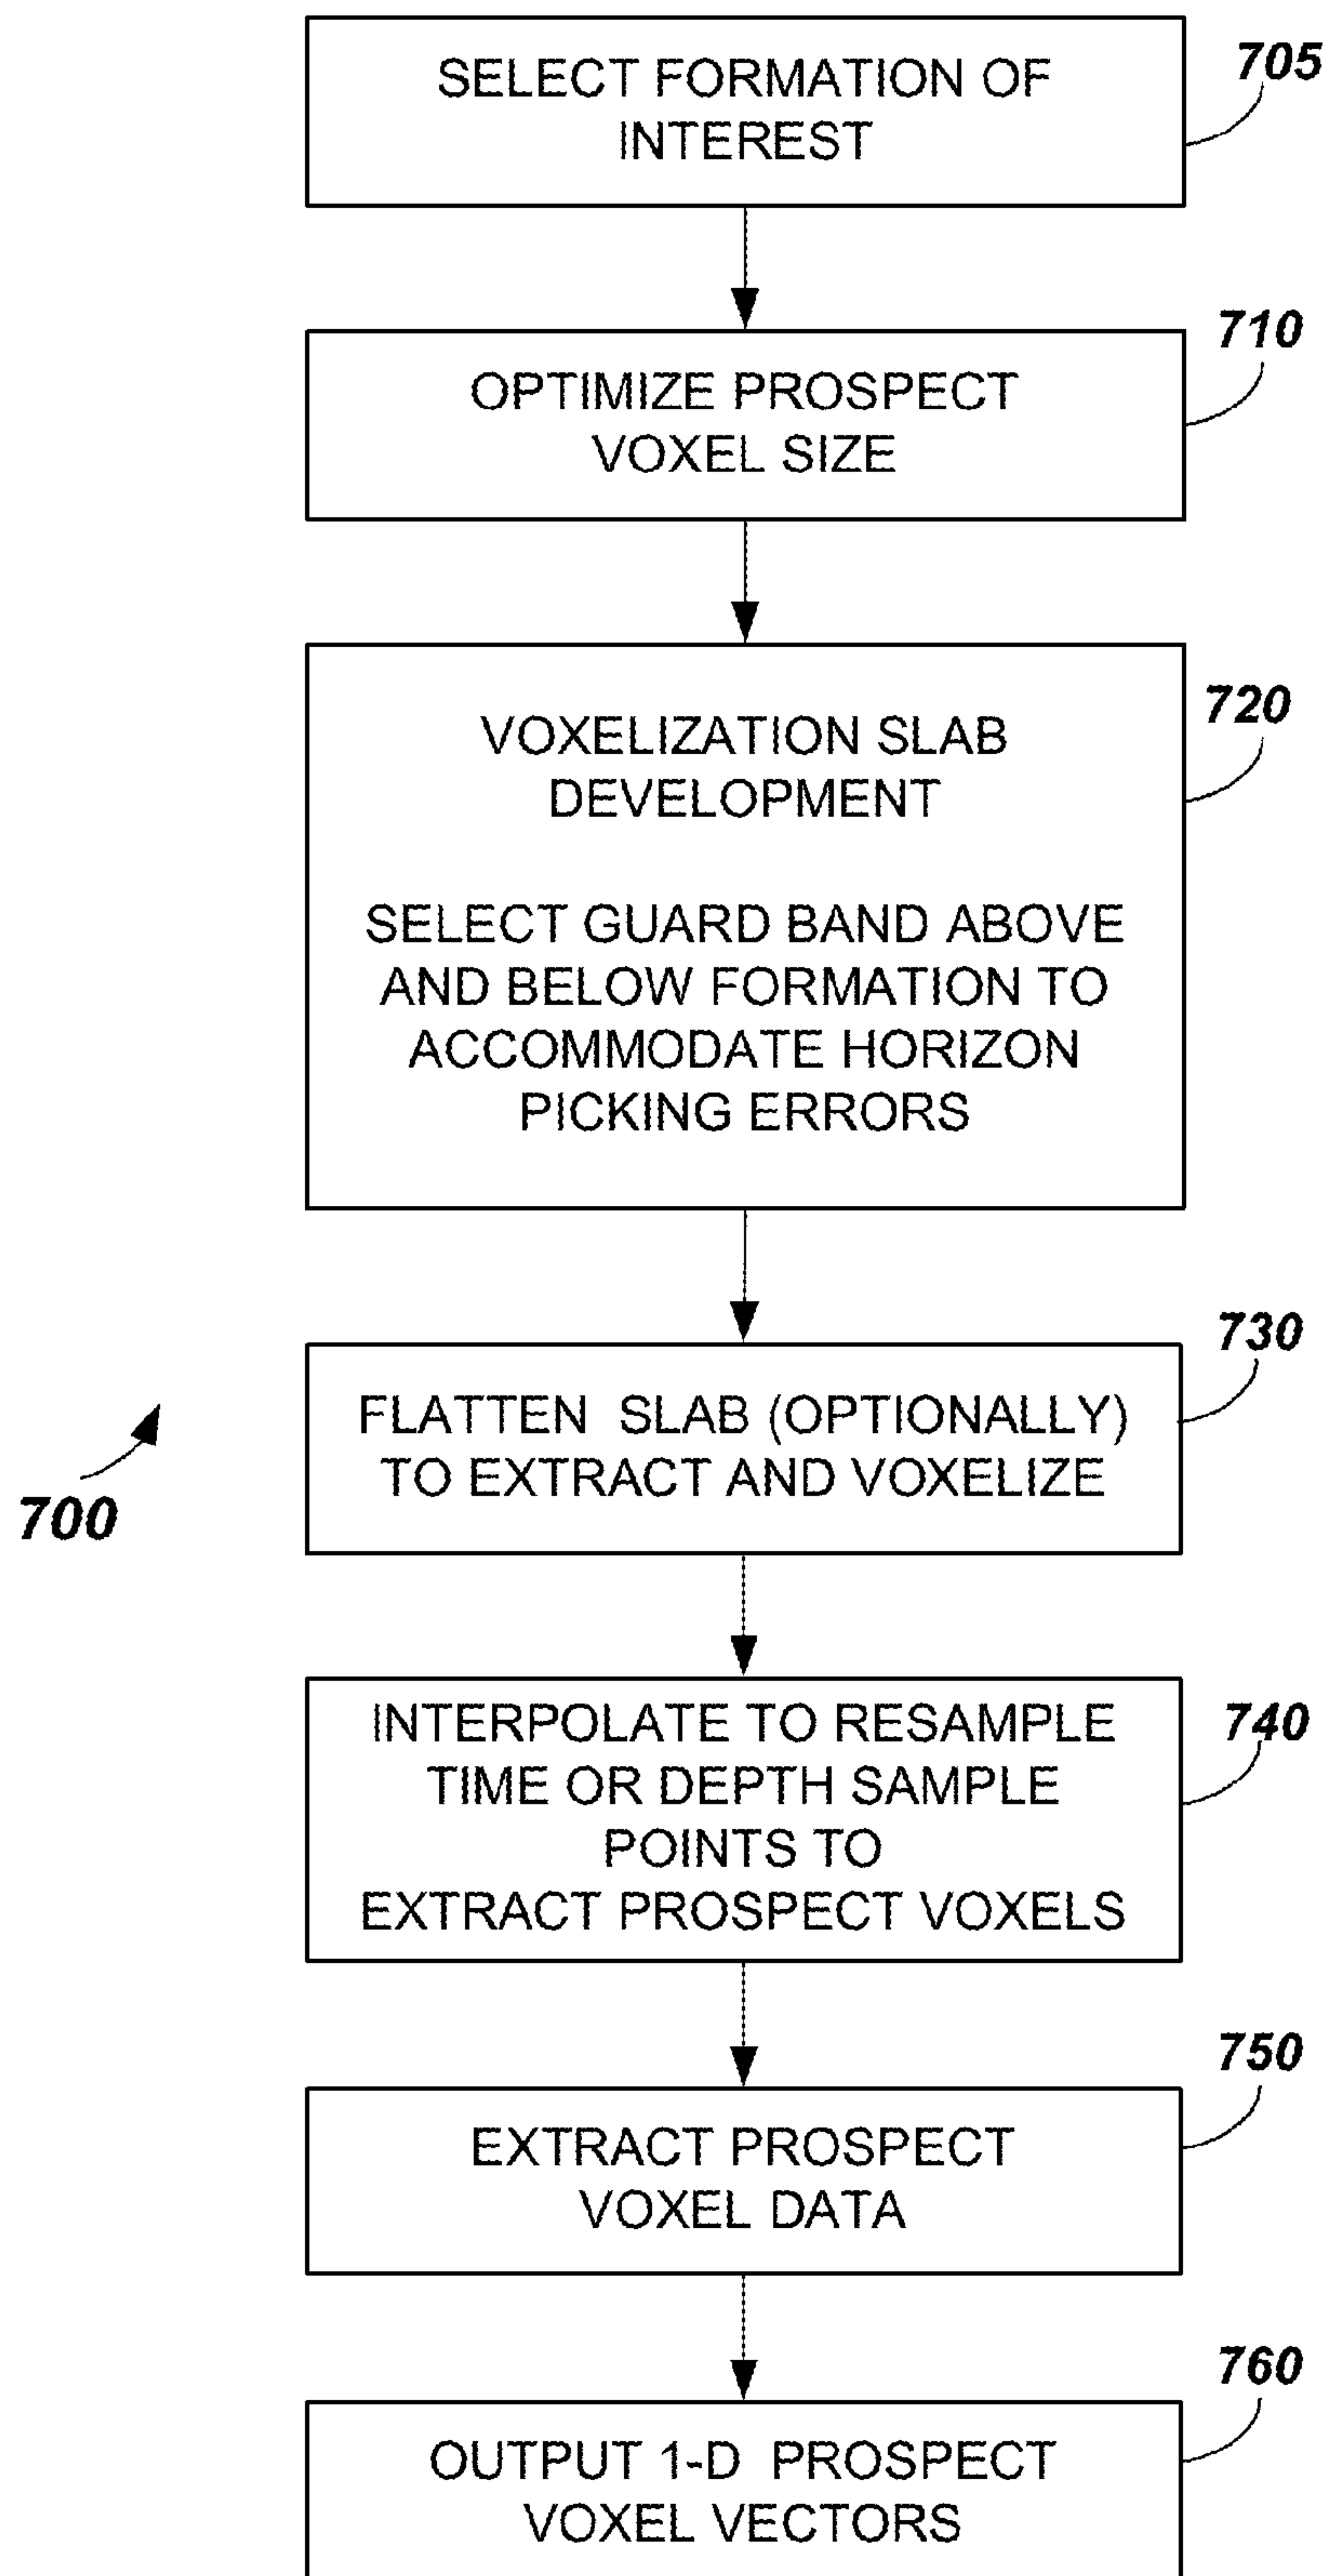 SELECT FORMATION OF
INTEREST
705
OPTIMIZE PROSPECT
VOXEL SIZE
710
VOXELIZATION SLAB
DEVELOPMENT
SELECT GUARD BAND ABOVE
AND BELOW FORMATION TO
ACCOMMODATE HORIZON
PICKING ERRORS
720
FLATTEN SLAB (OPTIONALLY)
TO EXTRACT AND VOXELIZE
730
700
INTERPOLATE TO RESAMPLE
TIME OR DEPTH SAMPLE
POINTS TO
EXTRACT PROSPECT VOXELS
740
EXTRACT PROSPECT
VOXEL DATA
750
OUTPUT 1-D PROSPECT
VOXEL VECTORS
760